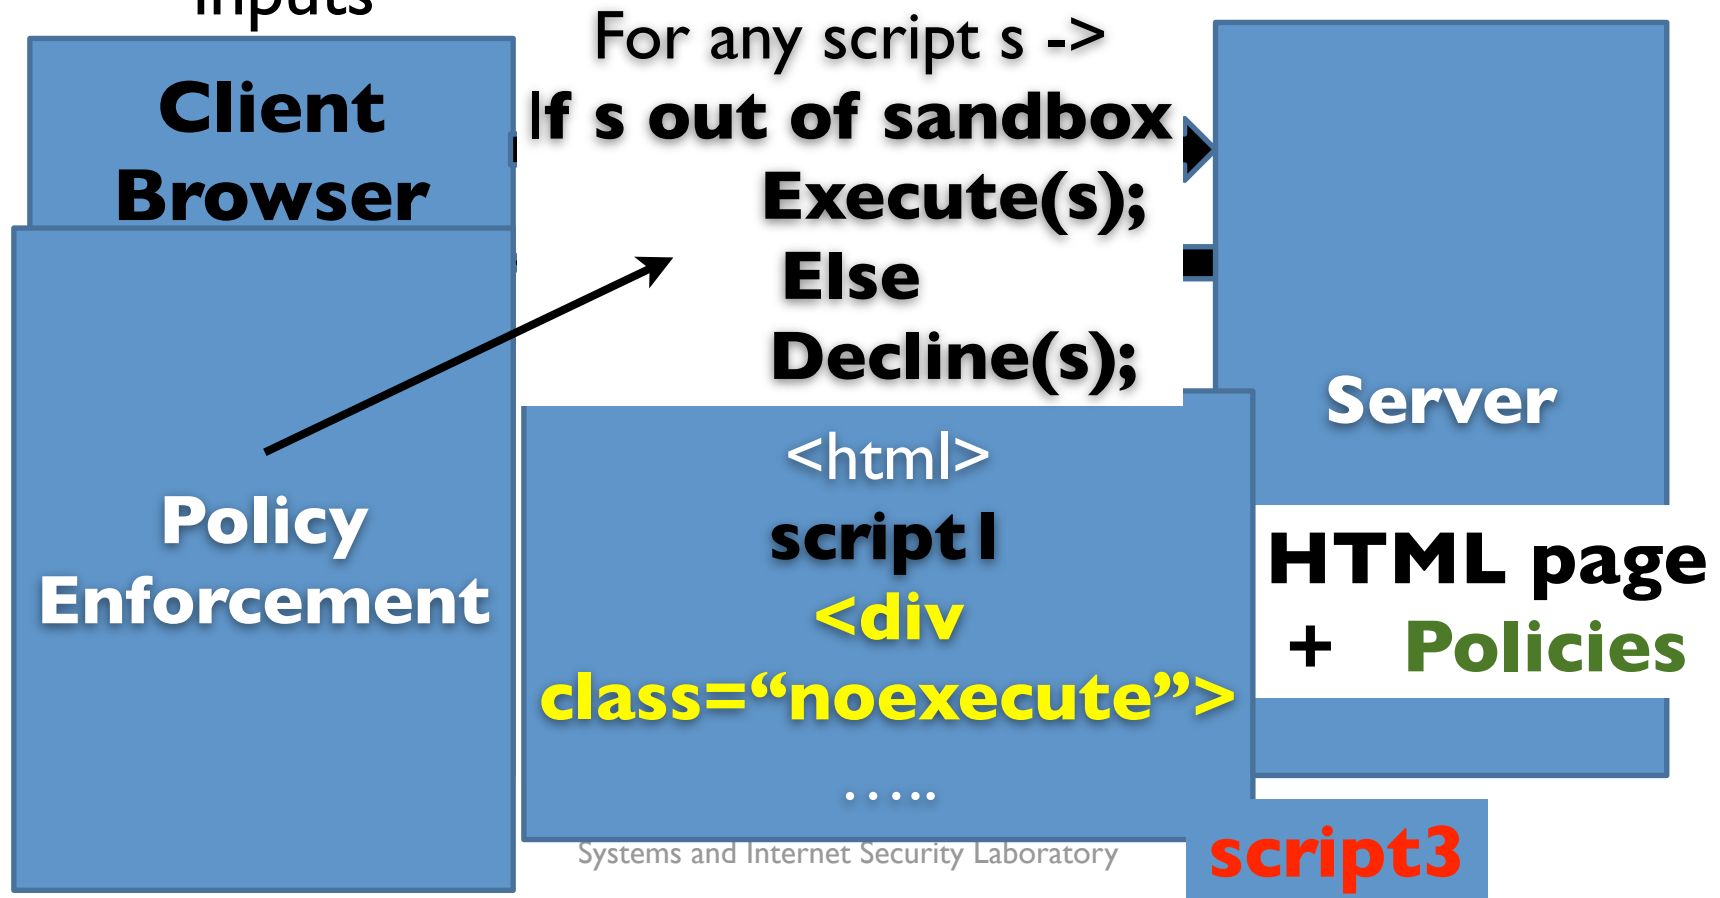 inputs
Client
Browser
For any script s ->
If s out of sandbox
Execute(s);
Else
Decline(s);
Server
Policy
Enforcement
<html>
script1
<div
class=“noexecute”>
…..
HTML page
+ Policies
script3
Systems and Internet Security Laboratory